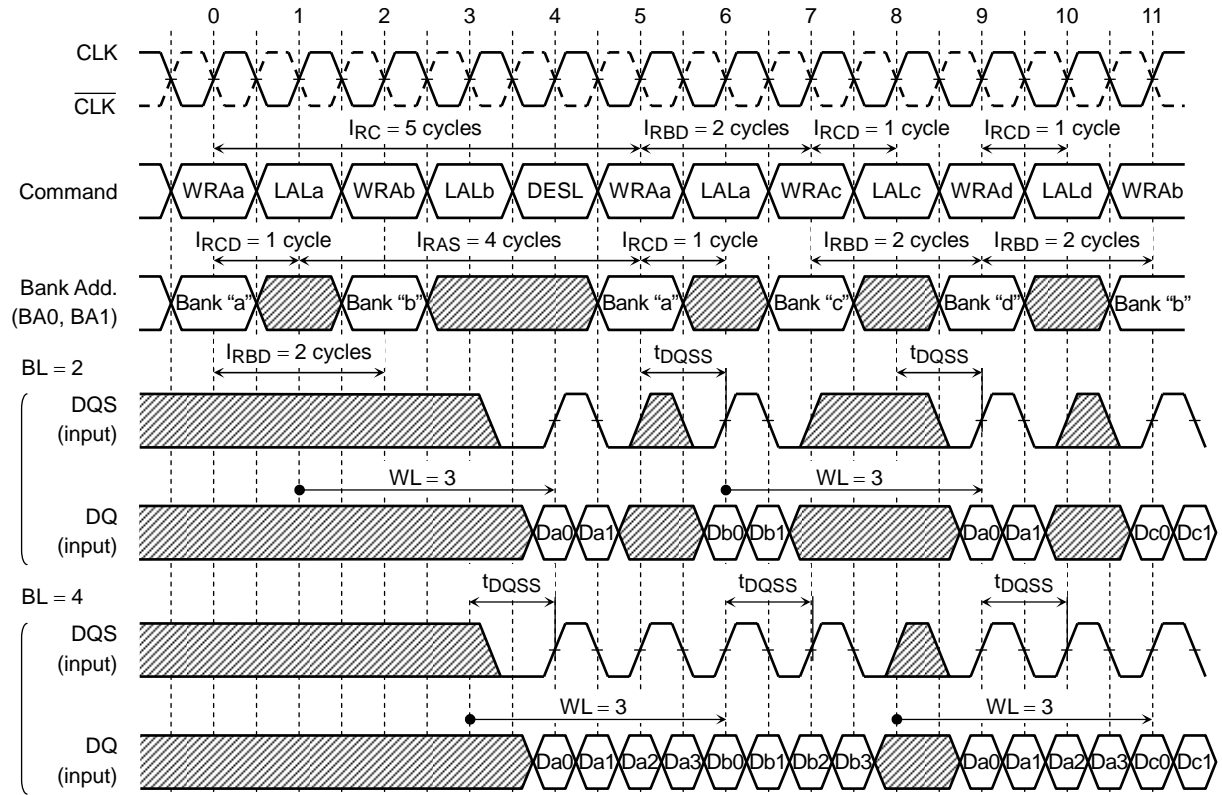 0 1 2 3 4 5 6 7 8 9 10 11
CLK
CLK
IRC = 5 cycles IRBD = 2 cycles IRCD = 1 cycle IRCD = 1 cycle
Command WRAa LALa WRAb LALb DESL WRAa LALa WRAc LALc WRAd LALd WRAb
IRCD = 1 cycle IRAS = 4 cycles IRCD = 1 cycle IRBD = 2 cycles IRBD = 2 cycles
Bank Add.
(BA0, BA1)
Bank “a” Bank “b” Bank “a” Bank “c” Bank “d” Bank “b”
IRBD = 2 cycles tDQSS tDQSS
BL = 2
DQS
(input)
WL = 3 WL = 3
DQ
(input)
Da0 Da1 Db0 Db1 Da0 Da1 Dc0 Dc1
BL = 4
tDQSS tDQSS tDQSS
DQS
(input)
WL = 3 WL = 3
DQ
(input)
Da0 Da1 Da2 Da3 Db0 Db1 Db2 Db3 Da0 Da1 Da2 Da3 Dc0 Dc1